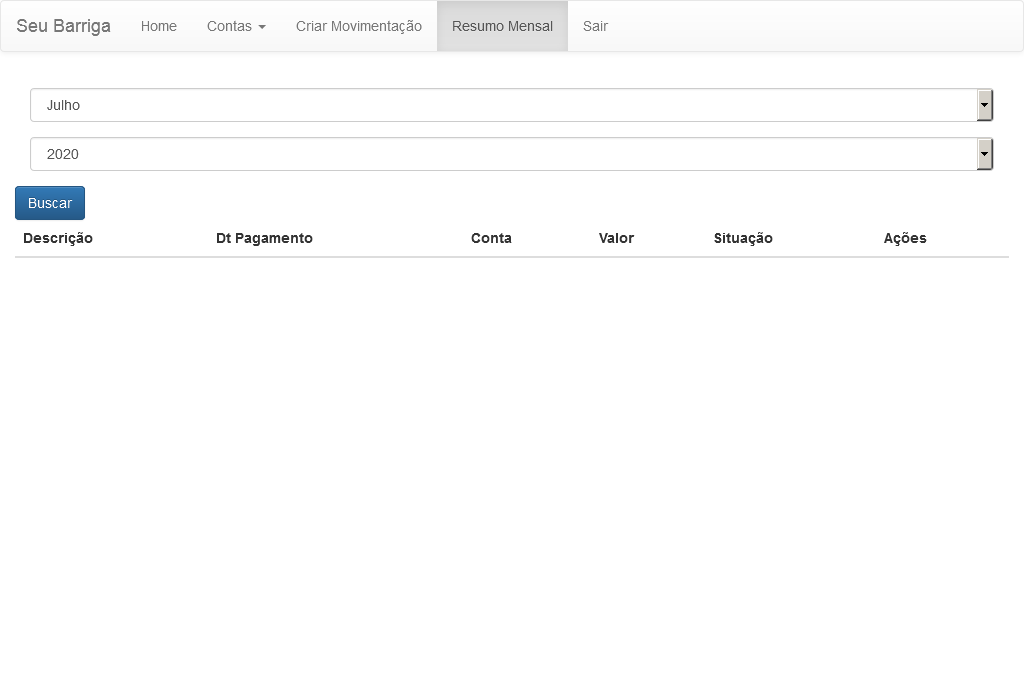 Seu Barriga Home Contas Criar Movimentação Resumo Mensal Sair
Julho
2020
Buscar
Descrição Dt Pagamento Conta Valor Situação Ações